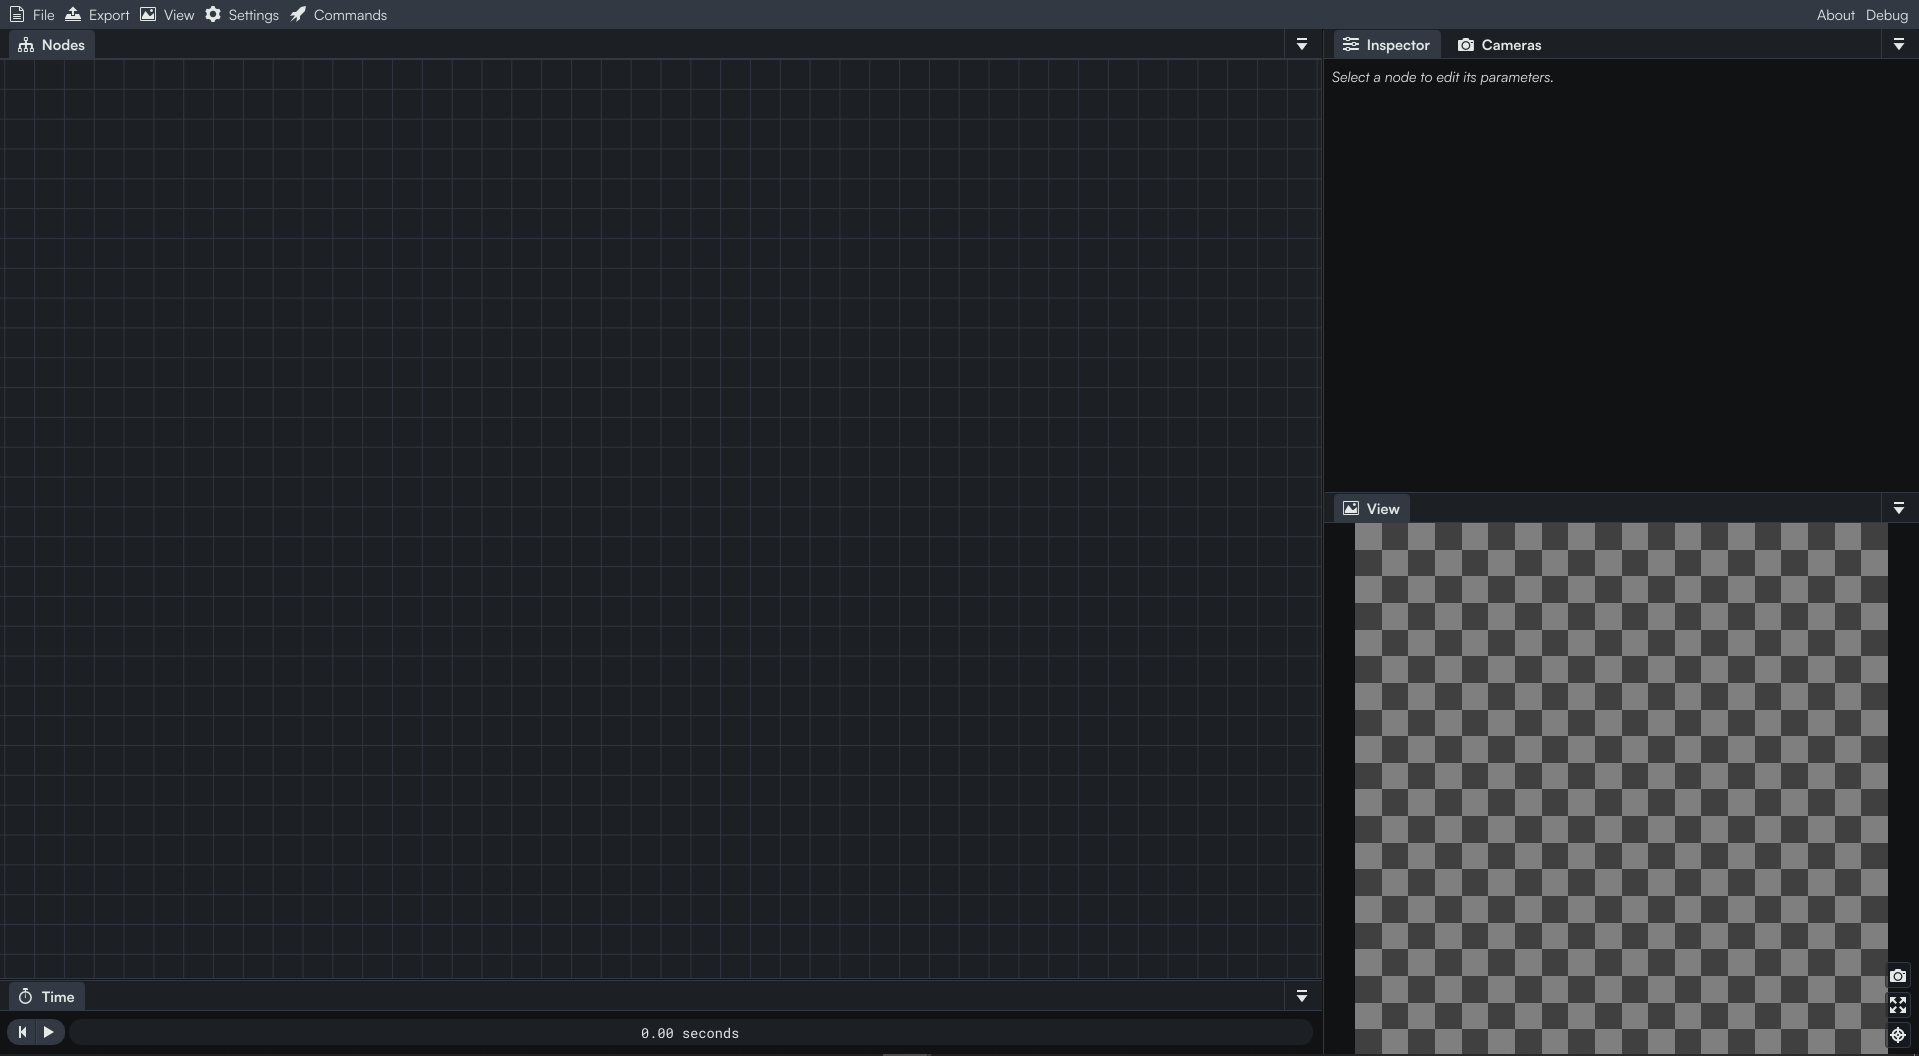 File Export View Settings Commands About Debug
Nodes Inspector Cameras
Select a node to edit its parameters.
View
Time
0.00 seconds